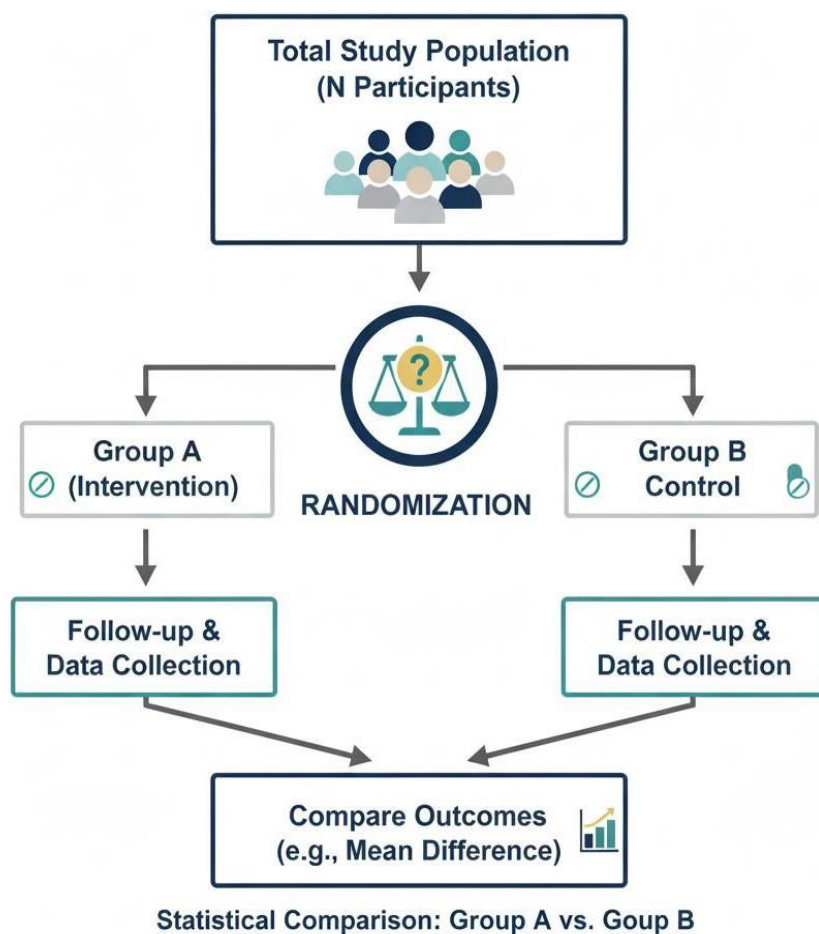 Total Study Population
(N Participants)
?
Group A
(Intervention)
RANDOMIZATION
Group B
Control
Follow-up &
Data Collection
Follow-up &
Data Collection
Compare Outcomes
(e.g., Mean Difference)
Statistical Comparison: Group A vs. Goup B